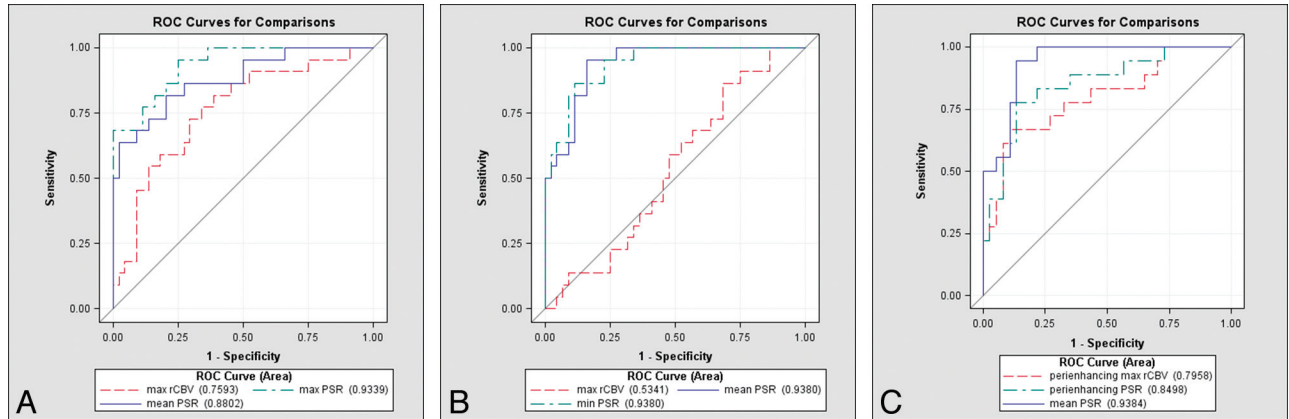 ROC Curves for Comparisons
1.00
0.75
0.50
0.25
0.00
Sensitivity
0.00 0.25 0.50 0.75 1.00
1 - Specificity
ROC Curve (Area)
max rCBV (0.7593) max PSR (0.9339)
mean PSR (0.8802)
A
ROC Curves for Comparisons
1.00
0.75
0.50
0.25
0.00
Sensitivity
0.00 0.25 0.50 0.75 1.00
1 - Specificity
ROC Curve (Area)
max rCBV (0.5341) mean PSR (0.9380)
min PSR (0.9380)
B
ROC Curves for Comparisons
1.00
0.75
0.50
0.25
0.00
Sensitivity
0.00 0.25 0.50 0.75 1.00
1 - Specificity
ROC Curve (Area)
perienhancing max rCBV (0.7958)
perienhancing PSR (0.8498)
mean PSR (0.9384)
C